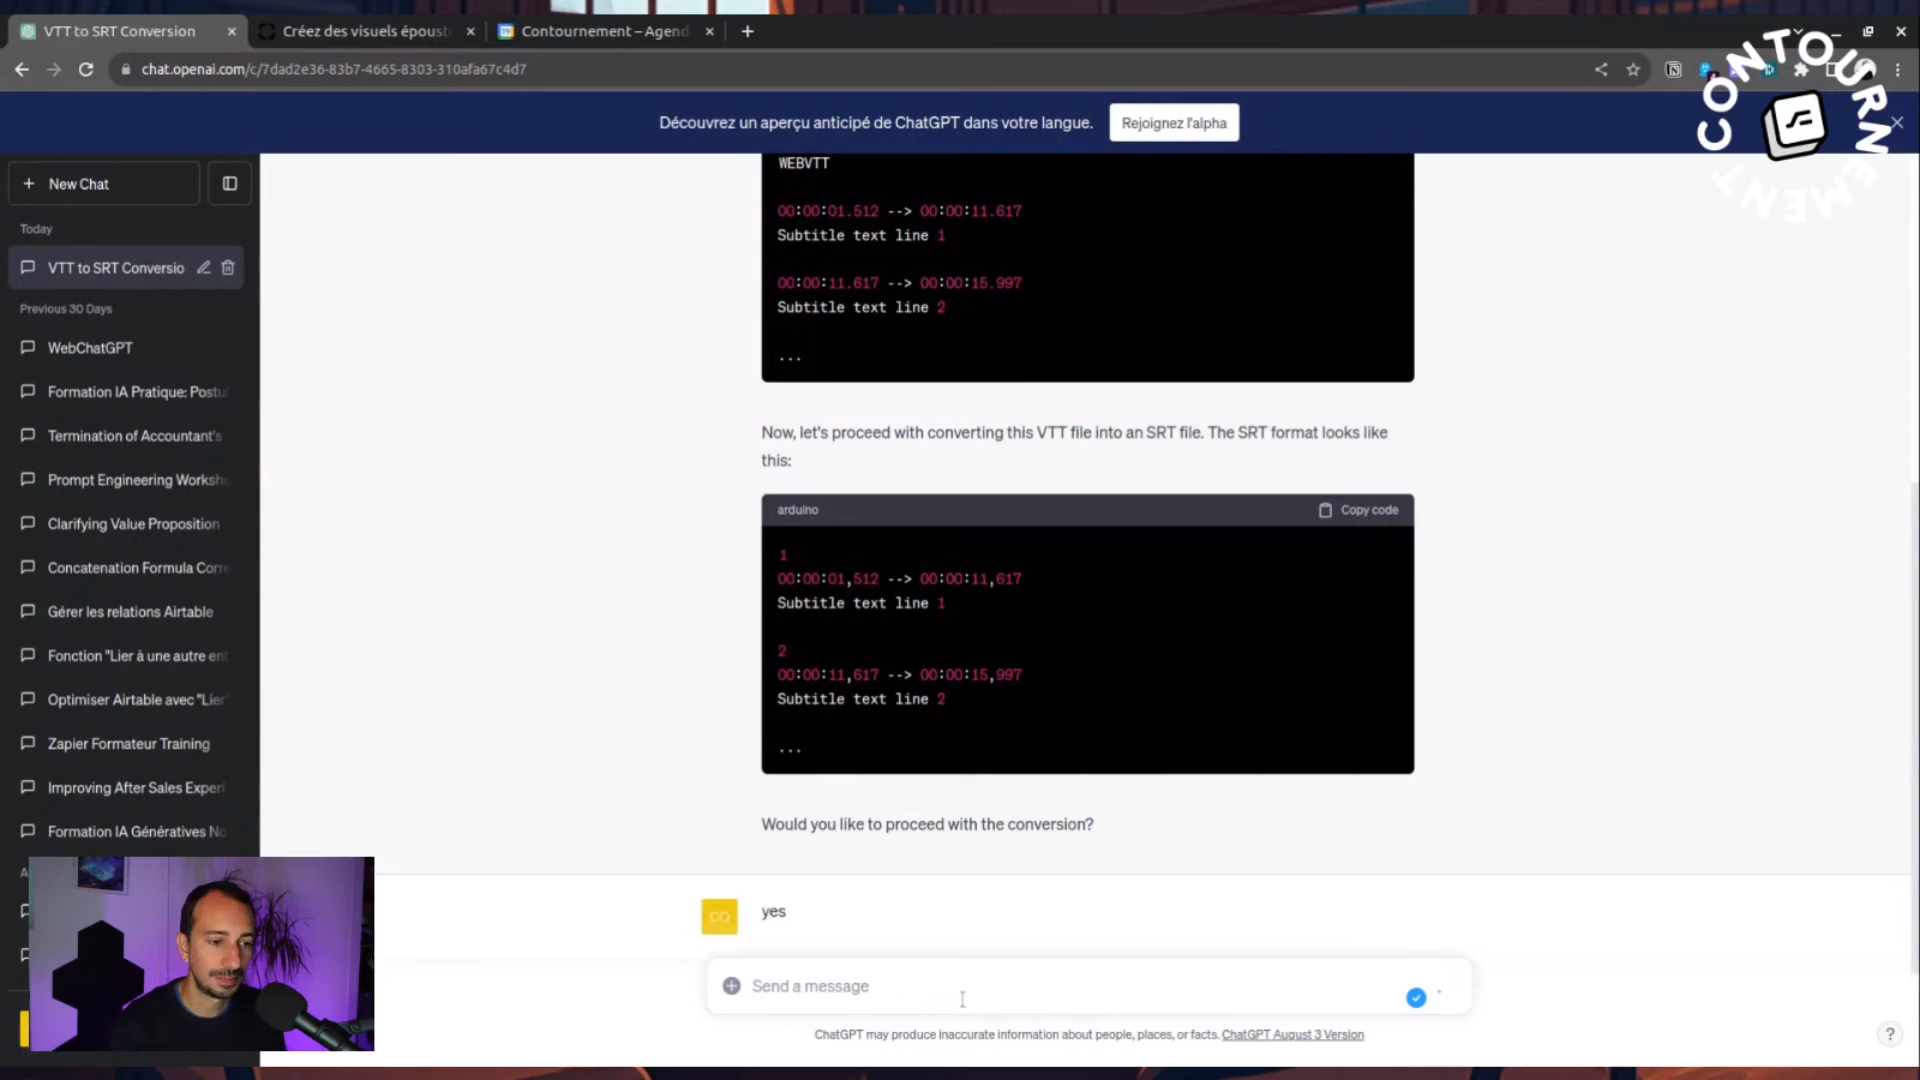 VTT to SRT Conversion
Créez des visuels époust
Contournement – Agend
chat.openai.com/c/7dad2e36-83b7-4665-8303-310afa67c4d7
CONTOURNEMENT
Découvrez un aperçu anticipé de ChatGPT dans votre langue.
Rejoignez l'alpha
New Chat
Today
VTT to SRT Conversio
Previous 30 Days
WebChatGPT
Formation IA Pratique: Postu
Termination of Accountant's
Prompt Engineering Worksh
Clarifying Value Proposition
Concatenation Formula Corre
Gérer les relations Airtable
Fonction "Lier à une autre ent
Optimiser Airtable avec "Lier"
Zapier Formateur Training
Improving After Sales Experi
Formation IA Génératives No
WEBVTT
00:00:01.512 --> 00:00:11.617
Subtitle text line 1
00:00:11.617 --> 00:00:15.997
Subtitle text line 2
...
Now, let's proceed with converting this VTT file into an SRT file. The SRT format looks like
this:
arduino
Copy code
1
00:00:01,512 --> 00:00:11,617
Subtitle text line 1
2
00:00:11,617 --> 00:00:15,997
Subtitle text line 2
...
Would you like to proceed with the conversion?
CO
yes
Send a message
ChatGPT may produce inaccurate information about people, places, or facts. ChatGPT August 3 Version
?